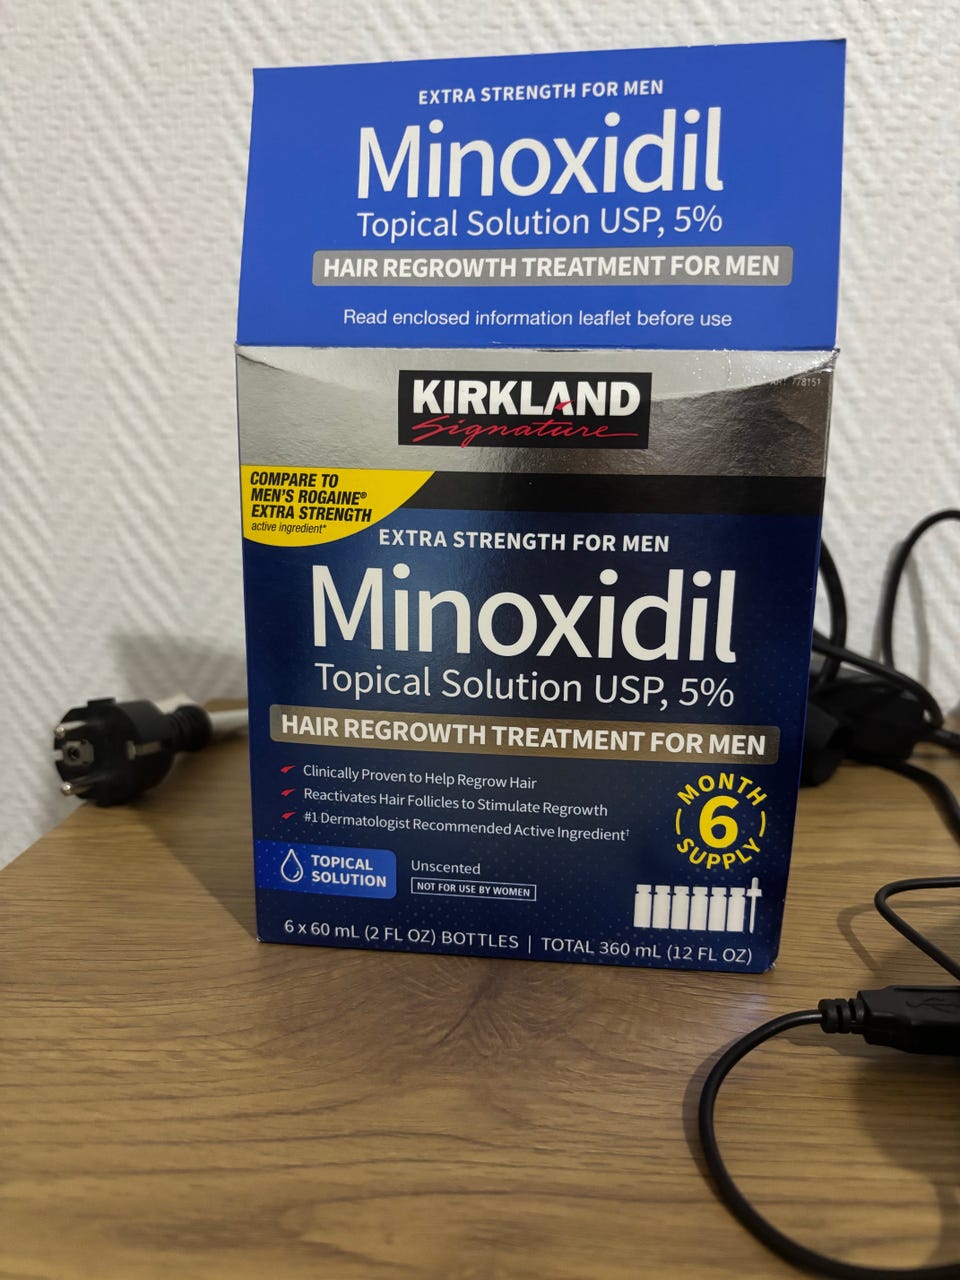 EXTRA STRENGTH FOR MEN
Minoxidil
Topical Solution USP, 5%
HAIR REGROWTH TREATMENT FOR MEN
Read enclosed information leaflet before use
778151
KIRKLAND
Signature
COMPARE TO
MEN'S ROGAINE®
EXTRA STRENGTH
active ingredient*
EXTRA STRENGTH FOR MEN
Minoxidil
Topical Solution USP, 5%
HAIR REGROWTH TREATMENT FOR MEN
Clinically Proven to Help Regrow Hair
Reactivates Hair Follicles to Stimulate Regrowth
#1 Dermatologist Recommended Active Ingredient†
MONTH
6
SUPPLY
TOPICAL
SOLUTION
Unscented
NOT FOR USE BY WOMEN
6 x 60 mL (2 FL OZ) BOTTLES | TOTAL 360 mL (12 FL OZ)